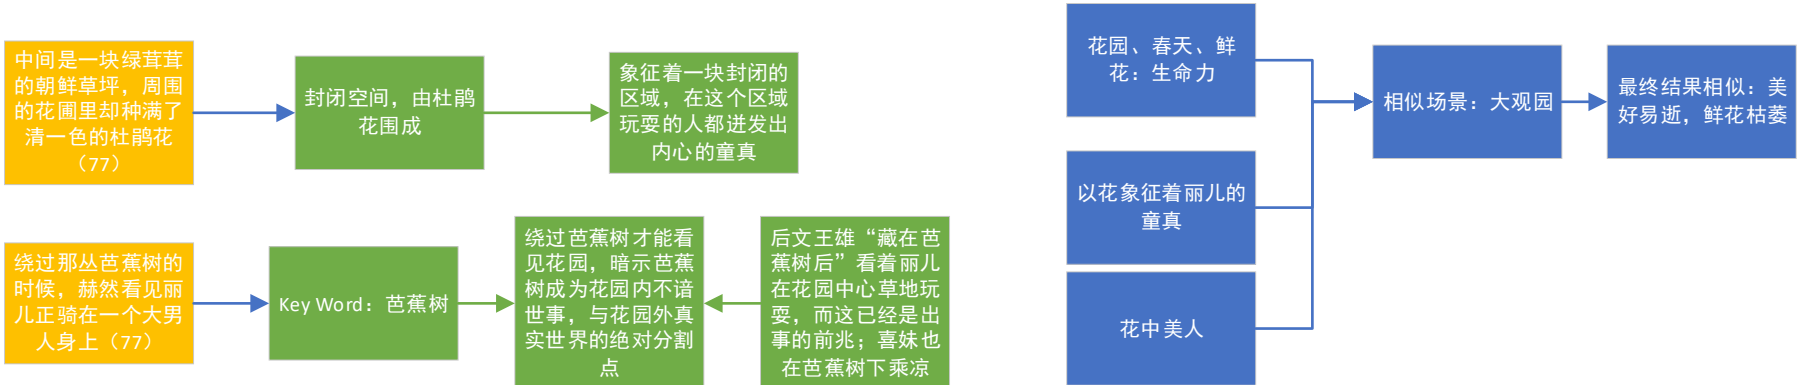 中间是一块绿茸茸
的朝鲜草坪，周围
的花圃里却种满了
清一色的杜鹃花
（77）
封闭空间，由杜鹃
花围成
象征着一块封闭的
区域，在这个区域
玩耍的人都迸发出
内心的童真
绕过那丛芭蕉树的
时候，赫然看见丽
儿正骑在一个大男
人身上（77）
Key Word：芭蕉树
绕过芭蕉树才能看
见花园，暗示芭蕉
树成为花园内不谙
世事，与花园外真
实世界的绝对分割
点
后文王雄“藏在芭
蕉树后”看着丽儿
在花园中心草地玩
耍，而这已经是出
事的前兆；喜妹也
在芭蕉树下乘凉
花园、春天、鲜
花：生命力
以花象征着丽儿的
童真
花中美人
相似场景：大观园
最终结果相似：美
好易逝，鲜花枯萎